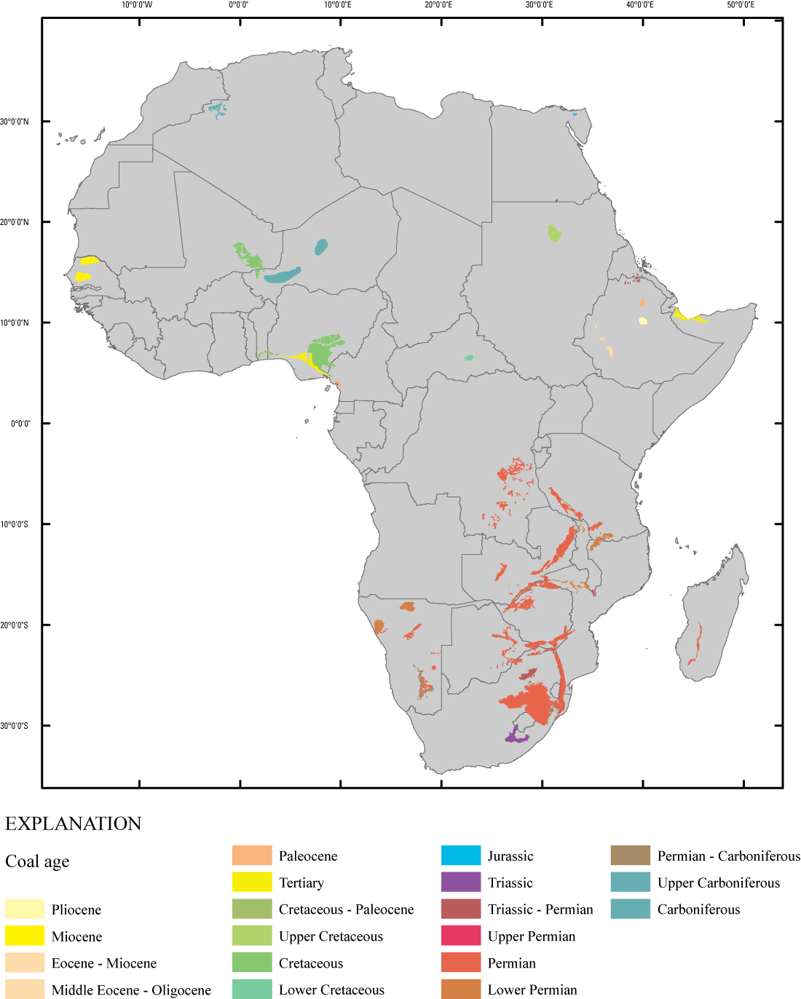 10°0'0"W 0°0'0" 10°0'0"E 20°0'0"E 30°0'0"E 40°0'0"E 50°0'0"E
30°0'0"N
20°0'0"N
10°0'0"N
0°0'0"
10°0'0"S
20°0'0"S
30°0'0"S
EXPLANATION
Coal age
Pliocene
Miocene
Eocene - Miocene
Middle Eocene - Oligocene
Paleocene
Tertiary
Cretaceous - Paleocene
Upper Cretaceous
Cretaceous
Lower Cretaceous
Jurassic
Triassic
Triassic - Permian
Upper Permian
Permian
Lower Permian
Permian - Carboniferous
Upper Carboniferous
Carboniferous